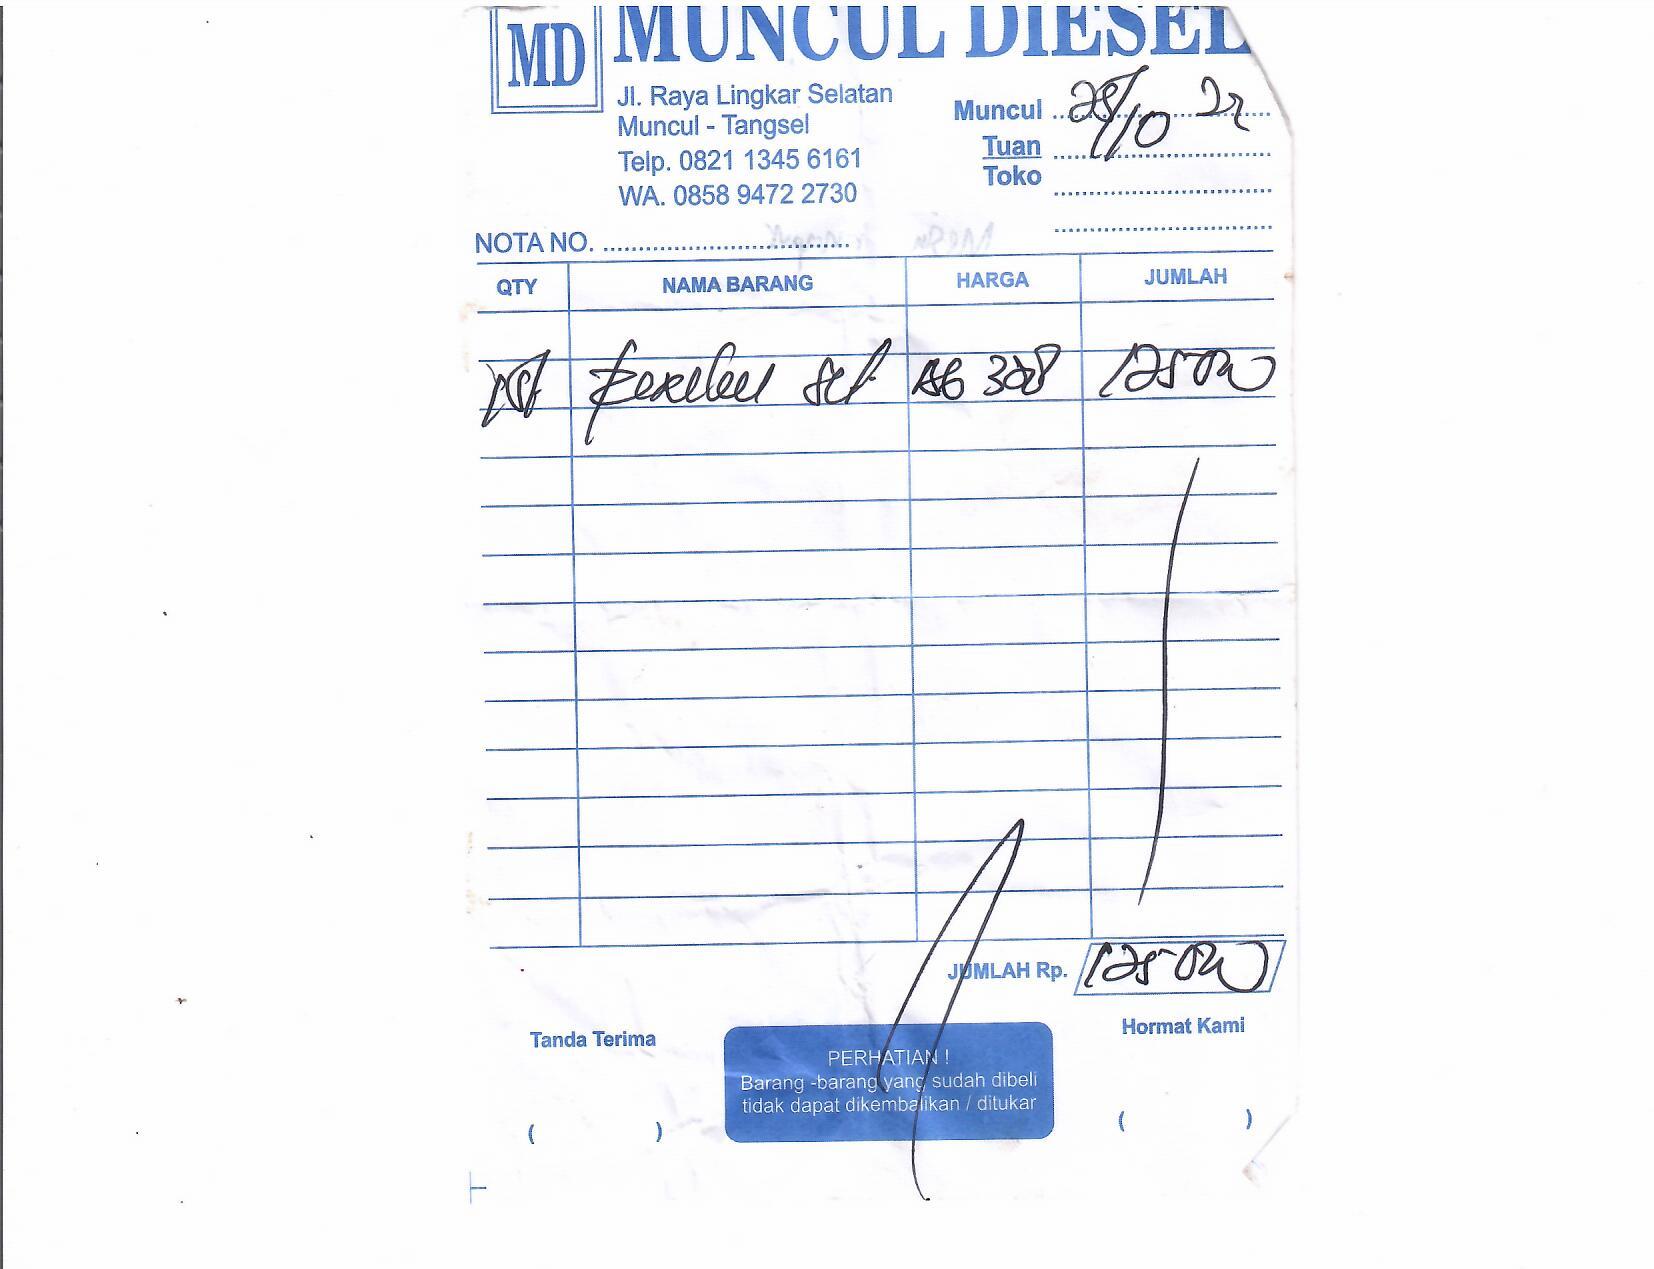 MD
MUNCUL DIESEL
Jl. Raya Lingkar Selatan
Muncul - Tangsel
Telp. 0821 1345 6161
WA. 0858 9472 2730
Muncul 28/10 22
Tuan
Toko
NOTA NO.
QTY NAMA BARANG HARGA JUMLAH
set 328 125000
JUMLAH Rp. 125000
Tanda Terima
Hormat Kami
PERHATIAN !
Barang -barang yang sudah dibeli
tidak dapat dikembalikan / ditukar
( )
( )